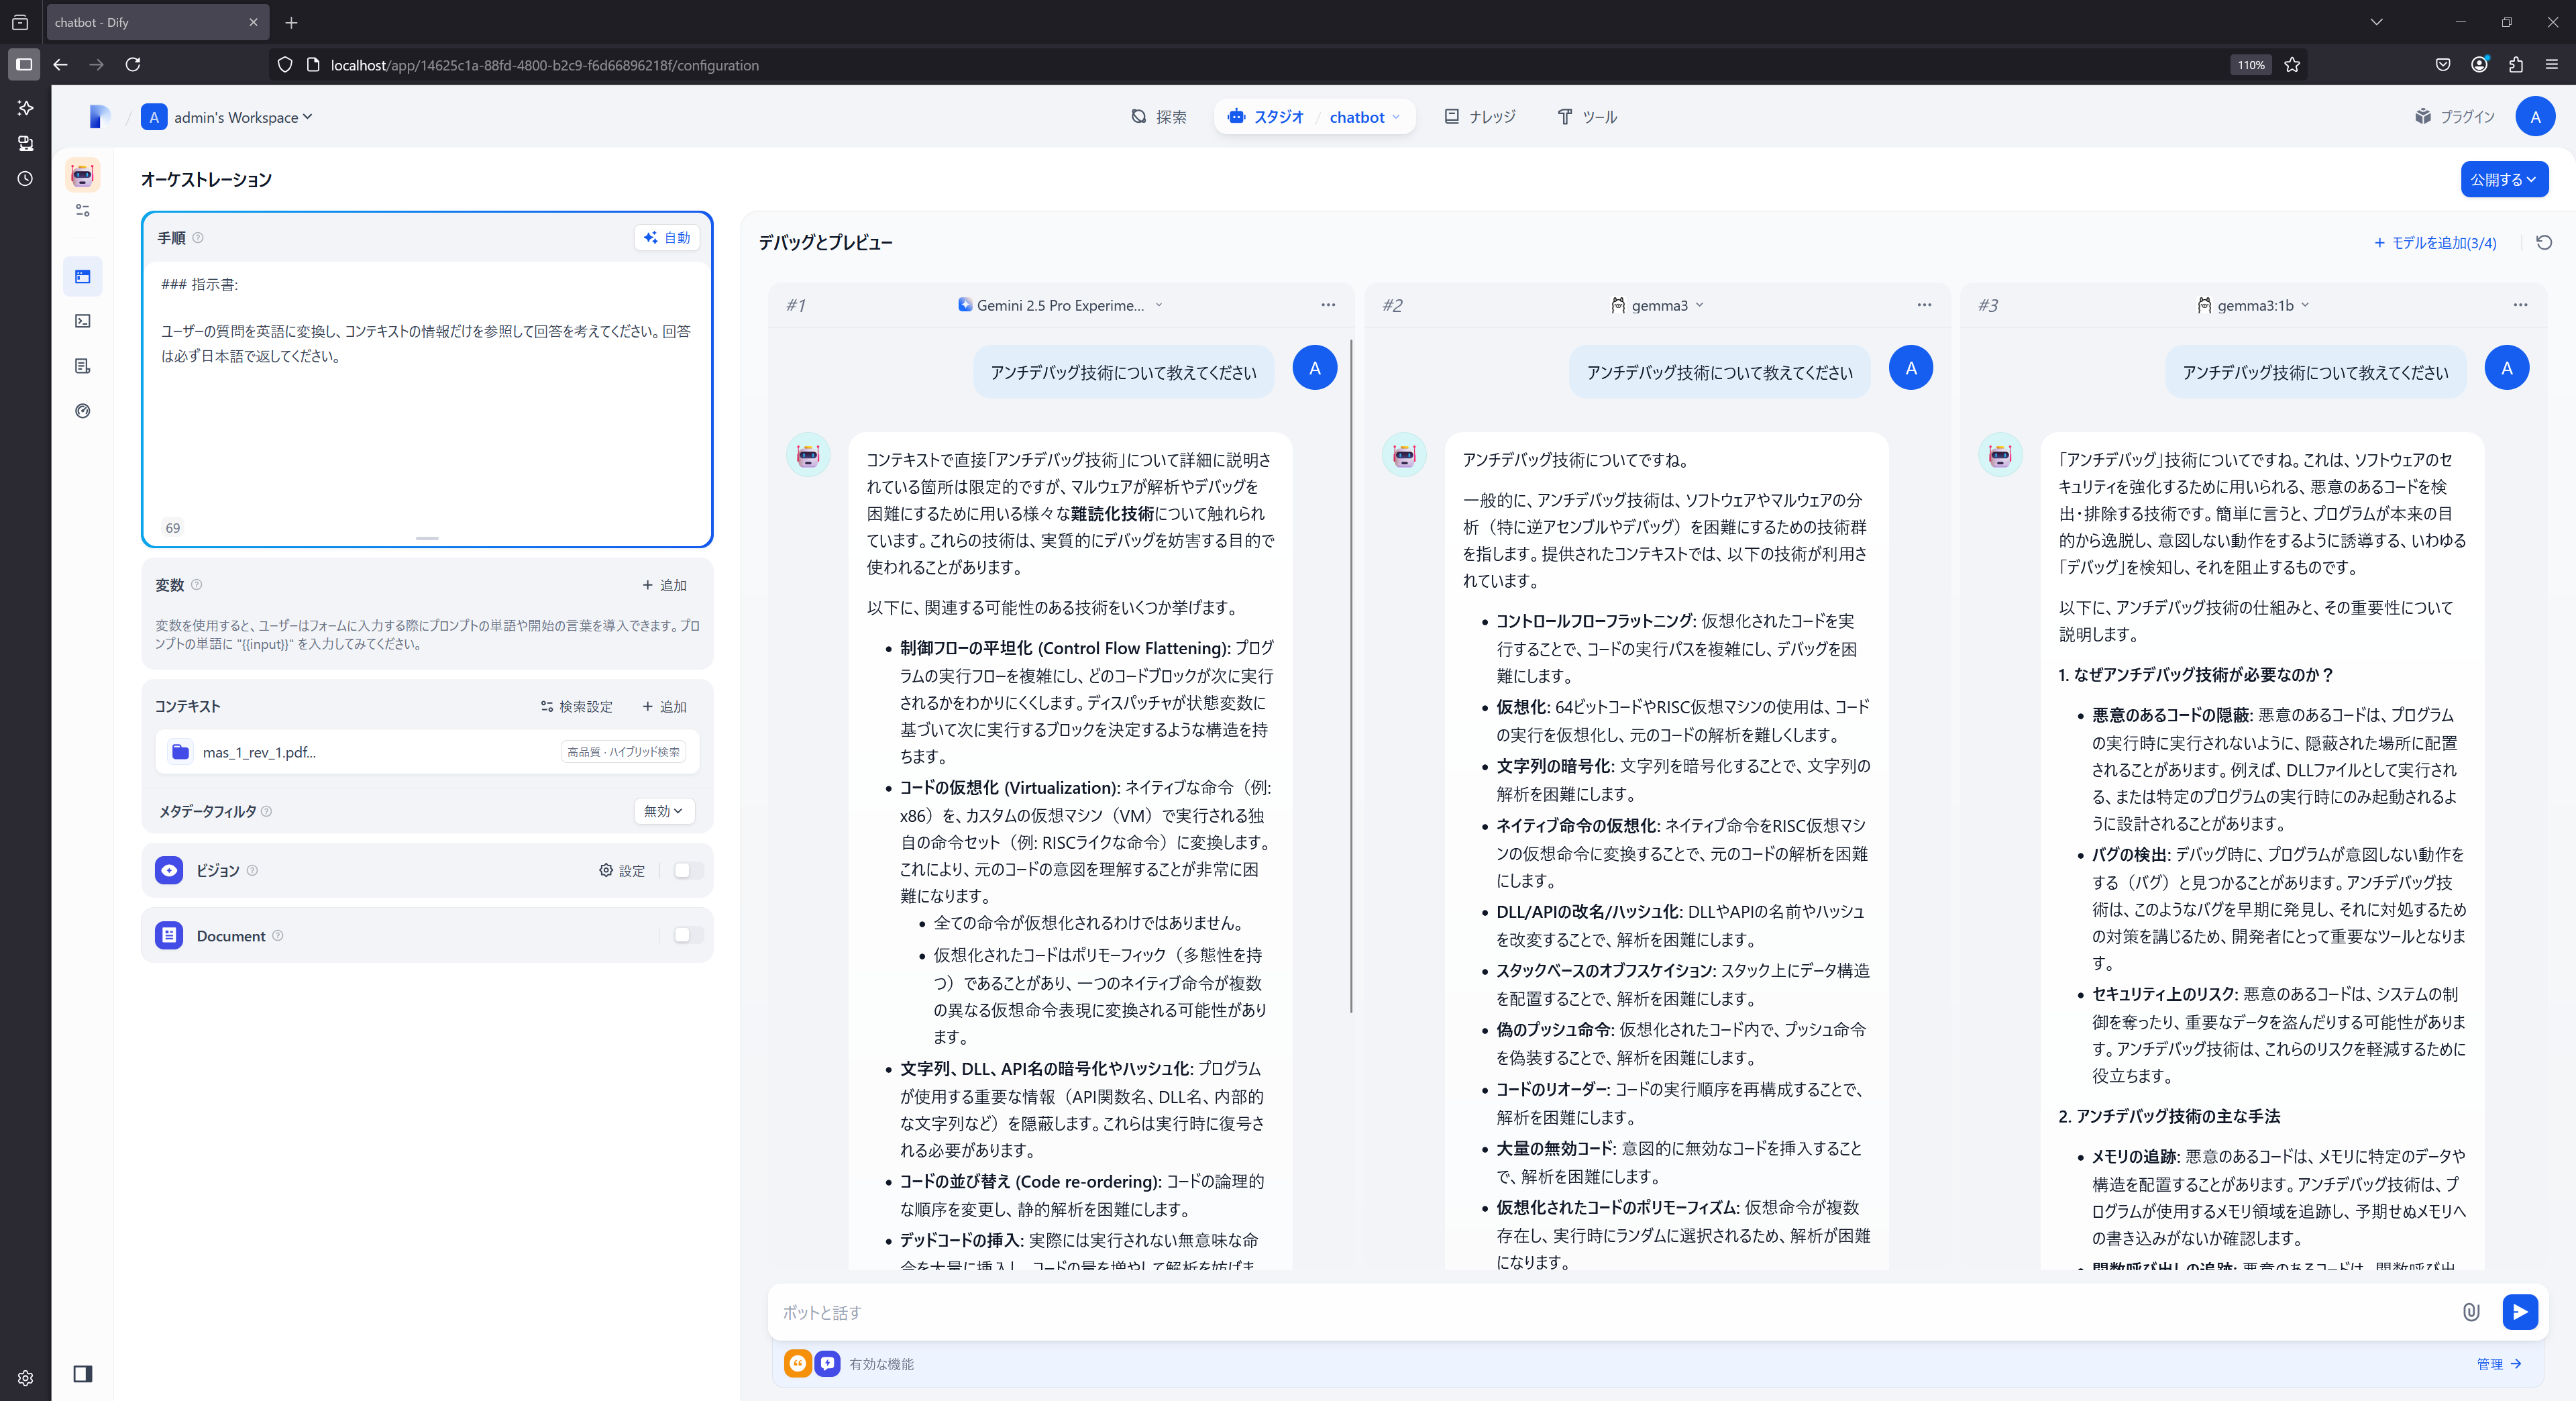 chatbot - Dify
localhost/app/14625c1a-88fd-4800-b2c9-f6d66896218f/configuration
110%
A
admin's Workspace
探索
スタジオ
/
chatbot
ナレッジ
ツール
プラグイン
A
オーケストレーション
公開する
手順
自動
### 指示書:
ユーザーの質問を英語に変換し、コンテキストの情報だけを参照して回答を考えてください。回答
は必ず日本語で返してください。
69
変数
+ 追加
変数を使用すると、ユーザーはフォームに入力する際にプロンプトの単語や開始の言葉を導入できます。プロ
ンプトの単語に "{{input}}" を入力してみてください。
コンテキスト
検索設定
+ 追加
mas_1_rev_1.pdf...
高品質 · ハイブリッド検索
メタデータフィルタ
無効
ビジョン
設定
Document
デバッグとプレビュー
+ モデルを追加(3/4)
#1
Gemini 2.5 Pro Experime...
アンチデバッグ技術について教えてください
A
コンテキストで直接「アンチデバッグ技術」について詳細に説明さ
れている箇所は限定的ですが、マルウェアが解析やデバッグを
困難にするために用いる様々な難読化技術について触れられ
ています。これらの技術は、実質的にデバッグを妨害する目的で
使われることがあります。
以下に、関連する可能性のある技術をいくつか挙げます。
• 制御フローの平坦化 (Control Flow Flattening): プログ
ラムの実行フローを複雑にし、どのコードブロックが次に実行
されるかをわかりにくくします。ディスパッチャが状態変数に
基づいて次に実行するブロックを決定するような構造を持
ちます。
• コードの仮想化 (Virtualization): ネイティブな命令（例:
x86）を、カスタムの仮想マシン（VM）で実行される独
自の命令セット（例: RISCライクな命令）に変換します。
これにより、元のコードの意図を理解することが非常に困
難になります。
• 全ての命令が仮想化されるわけではありません。
• 仮想化されたコードはポリモーフィック（多態性を持
つ）であることがあり、一つのネイティブ命令が複数
の異なる仮想命令表現に変換される可能性があり
ます。
• 文字列、DLL、API名の暗号化やハッシュ化: プログラム
が使用する重要な情報（API関数名、DLL名、内部的
な文字列など）を隠蔽します。これらは実行時に復号さ
れる必要があります。
• コードの並び替え (Code re-ordering): コードの論理的
な順序を変更し、静的解析を困難にします。
• デッドコードの挿入: 実際には実行されない無意味な命
令を大量に挿入し、コードの量を増やして解析を妨げま
#2
gemma3
アンチデバッグ技術について教えてください
A
アンチデバッグ技術についてですね。
一般的に、アンチデバッグ技術は、ソフトウェアやマルウェアの分
析（特に逆アセンブルやデバッグ）を困難にするための技術群
を指します。提供されたコンテキストでは、以下の技術が利用さ
れています。
• コントロールフローフラットニング: 仮想化されたコードを実
行することで、コードの実行パスを複雑にし、デバッグを困
難にします。
• 仮想化: 64ビットコードやRISC仮想マシンの使用は、コード
の実行を仮想化し、元のコードの解析を難しくします。
• 文字列の暗号化: 文字列を暗号化することで、文字列の
解析を困難にします。
• ネイティブ命令の仮想化: ネイティブ命令をRISC仮想マシ
ンの仮想命令に変換することで、元のコードの解析を困難
にします。
• DLL/APIの改名/ハッシュ化: DLLやAPIの名前やハッシュ
を改変することで、解析を困難にします。
• スタックベースのオブフスケイション: スタック上にデータ構造
を配置することで、解析を困難にします。
• 偽のプッシュ命令: 仮想化されたコード内で、プッシュ命令
を偽装することで、解析を困難にします。
• コードのリオーダー: コードの実行順序を再構成することで、
解析を困難にします。
• 大量の無効コード: 意図的に無効なコードを挿入すること
で、解析を困難にします。
• 仮想化されたコードのポリモーフィズム: 仮想命令が複数
存在し、実行時にランダムに選択されるため、解析が困難
になります。
#3
gemma3:1b
アンチデバッグ技術について教えてください
A
「アンチデバッグ」技術についてですね。これは、ソフトウェアのセ
キュリティを強化するために用いられる、悪意のあるコードを検
出・排除する技術です。簡単に言うと、プログラムが本来の目
的から逸脱し、意図しない動作をするように誘導する、いわゆる
「デバッグ」を検知し、それを阻止するものです。
以下に、アンチデバッグ技術の仕組みと、その重要性について
説明します。
1. なぜアンチデバッグ技術が必要なのか？
• 悪意のあるコードの隠蔽: 悪意のあるコードは、プログラム
の実行時に実行されないように、隠蔽された場所に配置
されることがあります。例えば、DLLファイルとして実行され
る、または特定のプログラムの実行時にのみ起動されるよ
うに設計されることがあります。
• バグの検出: デバッグ時に、プログラムが意図しない動作を
する（バグ）と見つかることがあります。アンチデバッグ技
術は、このようなバグを早期に発見し、それに対処するため
の対策を講じるため、開発者にとって重要なツールとなりま
す。
• セキュリティ上のリスク: 悪意のあるコードは、システムの制
御を奪ったり、重要なデータを盗んだりする可能性がありま
す。アンチデバッグ技術は、これらのリスクを軽減するために
役立ちます。
2. アンチデバッグ技術の主な手法
• メモリの追跡: 悪意のあるコードは、メモリに特定のデータや
構造を配置することがあります。アンチデバッグ技術は、プ
ログラムが使用するメモリ領域を追跡し、予期せぬメモリへ
の書き込みがないか確認します。
• 関数呼び出しの追跡: 悪意のあるコードは、関数呼び出
ボットと話す
有効な機能
管理 →